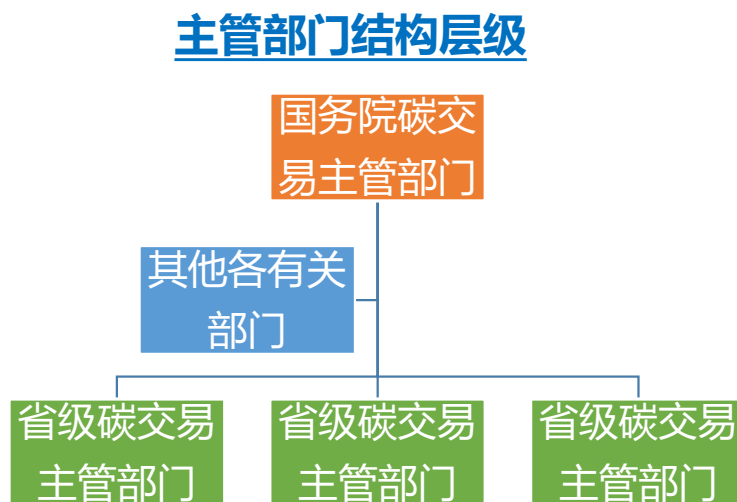 主管部门结构层级
国务院碳交
易主管部门
其他各有关
部门
省级碳交易
主管部门
省级碳交易
主管部门
省级碳交易
主管部门